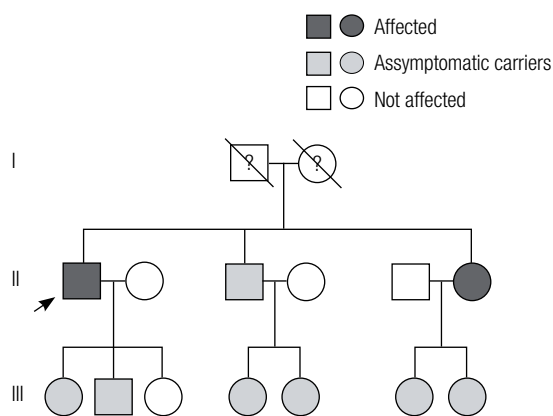 Affected
Assymptomatic carriers
Not affected
I
? ?
II
III